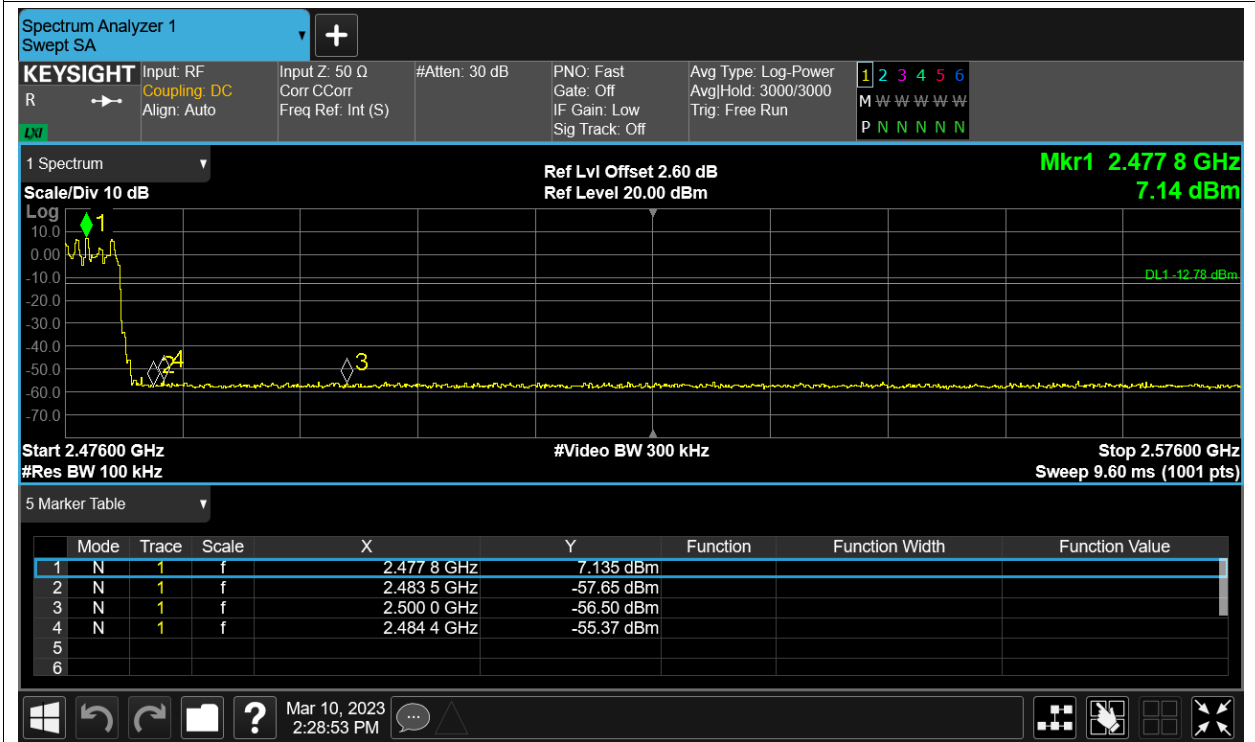 Spectrum Analyzer 1
Swept SA
KEYSIGHT
R
LXI
Input: RF
Coupling: DC
Align: Auto
Input Z: 50 Ω
Corr CCorr
Freq Ref: Int (S)
#Atten: 30 dB
PNO: Fast
Gate: Off
IF Gain: Low
Sig Track: Off
Avg Type: Log-Power
Avg|Hold: 3000/3000
Trig: Free Run
1 2 3 4 5 6
M W W W W W
P N N N N N
1 Spectrum
Scale/Div 10 dB
Ref Lvl Offset 2.60 dB
Ref Level 20.00 dBm
Mkr1 2.477 8 GHz
7.14 dBm
Log
1
10.0
0.00
-10.0
DL1 -12.78 dBm
-20.0
-30.0
-40.0
2 4 3
-50.0
-60.0
-70.0
Start 2.47600 GHz #Video BW 300 kHz Stop 2.57600 GHz
#Res BW 100 kHz Sweep 9.60 ms (1001 pts)
5 Marker Table
Mode Trace Scale X Y Function Function Width Function Value
1 N 1 f 2.477 8 GHz 7.135 dBm
2 N 1 f 2.483 5 GHz -57.65 dBm
3 N 1 f 2.500 0 GHz -56.50 dBm
4 N 1 f 2.484 4 GHz -55.37 dBm
5
6
?
Mar 10, 2023
2:28:53 PM